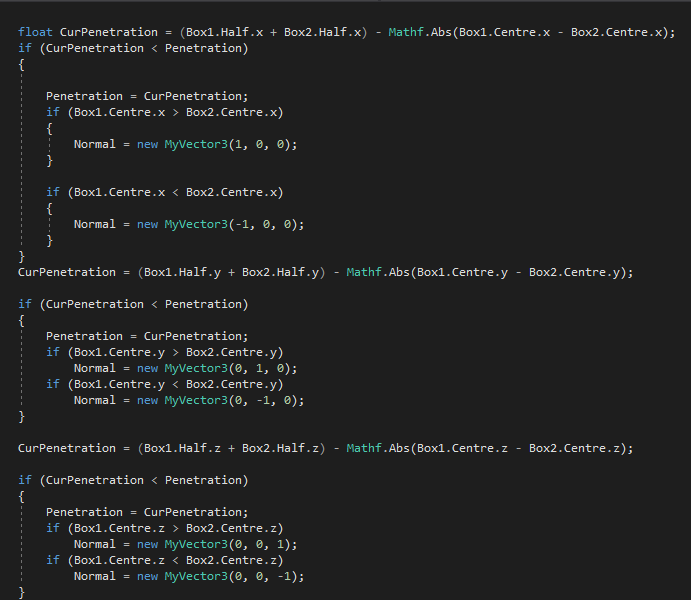 float CurPenetration = (Box1.Half.x + Box2.Half.x) - Mathf.Abs(Box1.Centre.x - Box2.Centre.x);
if (CurPenetration < Penetration)
{
Penetration = CurPenetration;
if (Box1.Centre.x > Box2.Centre.x)
{
Normal = new MyVector3(1, 0, 0);
}
if (Box1.Centre.x < Box2.Centre.x)
{
Normal = new MyVector3(-1, 0, 0);
}
}
CurPenetration = (Box1.Half.y + Box2.Half.y) - Mathf.Abs(Box1.Centre.y - Box2.Centre.y);
if (CurPenetration < Penetration)
{
Penetration = CurPenetration;
if (Box1.Centre.y > Box2.Centre.y)
Normal = new MyVector3(0, 1, 0);
if (Box1.Centre.y < Box2.Centre.y)
Normal = new MyVector3(0, -1, 0);
}
CurPenetration = (Box1.Half.z + Box2.Half.z) - Mathf.Abs(Box1.Centre.z - Box2.Centre.z);
if (CurPenetration < Penetration)
{
Penetration = CurPenetration;
if (Box1.Centre.z > Box2.Centre.z)
Normal = new MyVector3(0, 0, 1);
if (Box1.Centre.z < Box2.Centre.z)
Normal = new MyVector3(0, 0, -1);
}